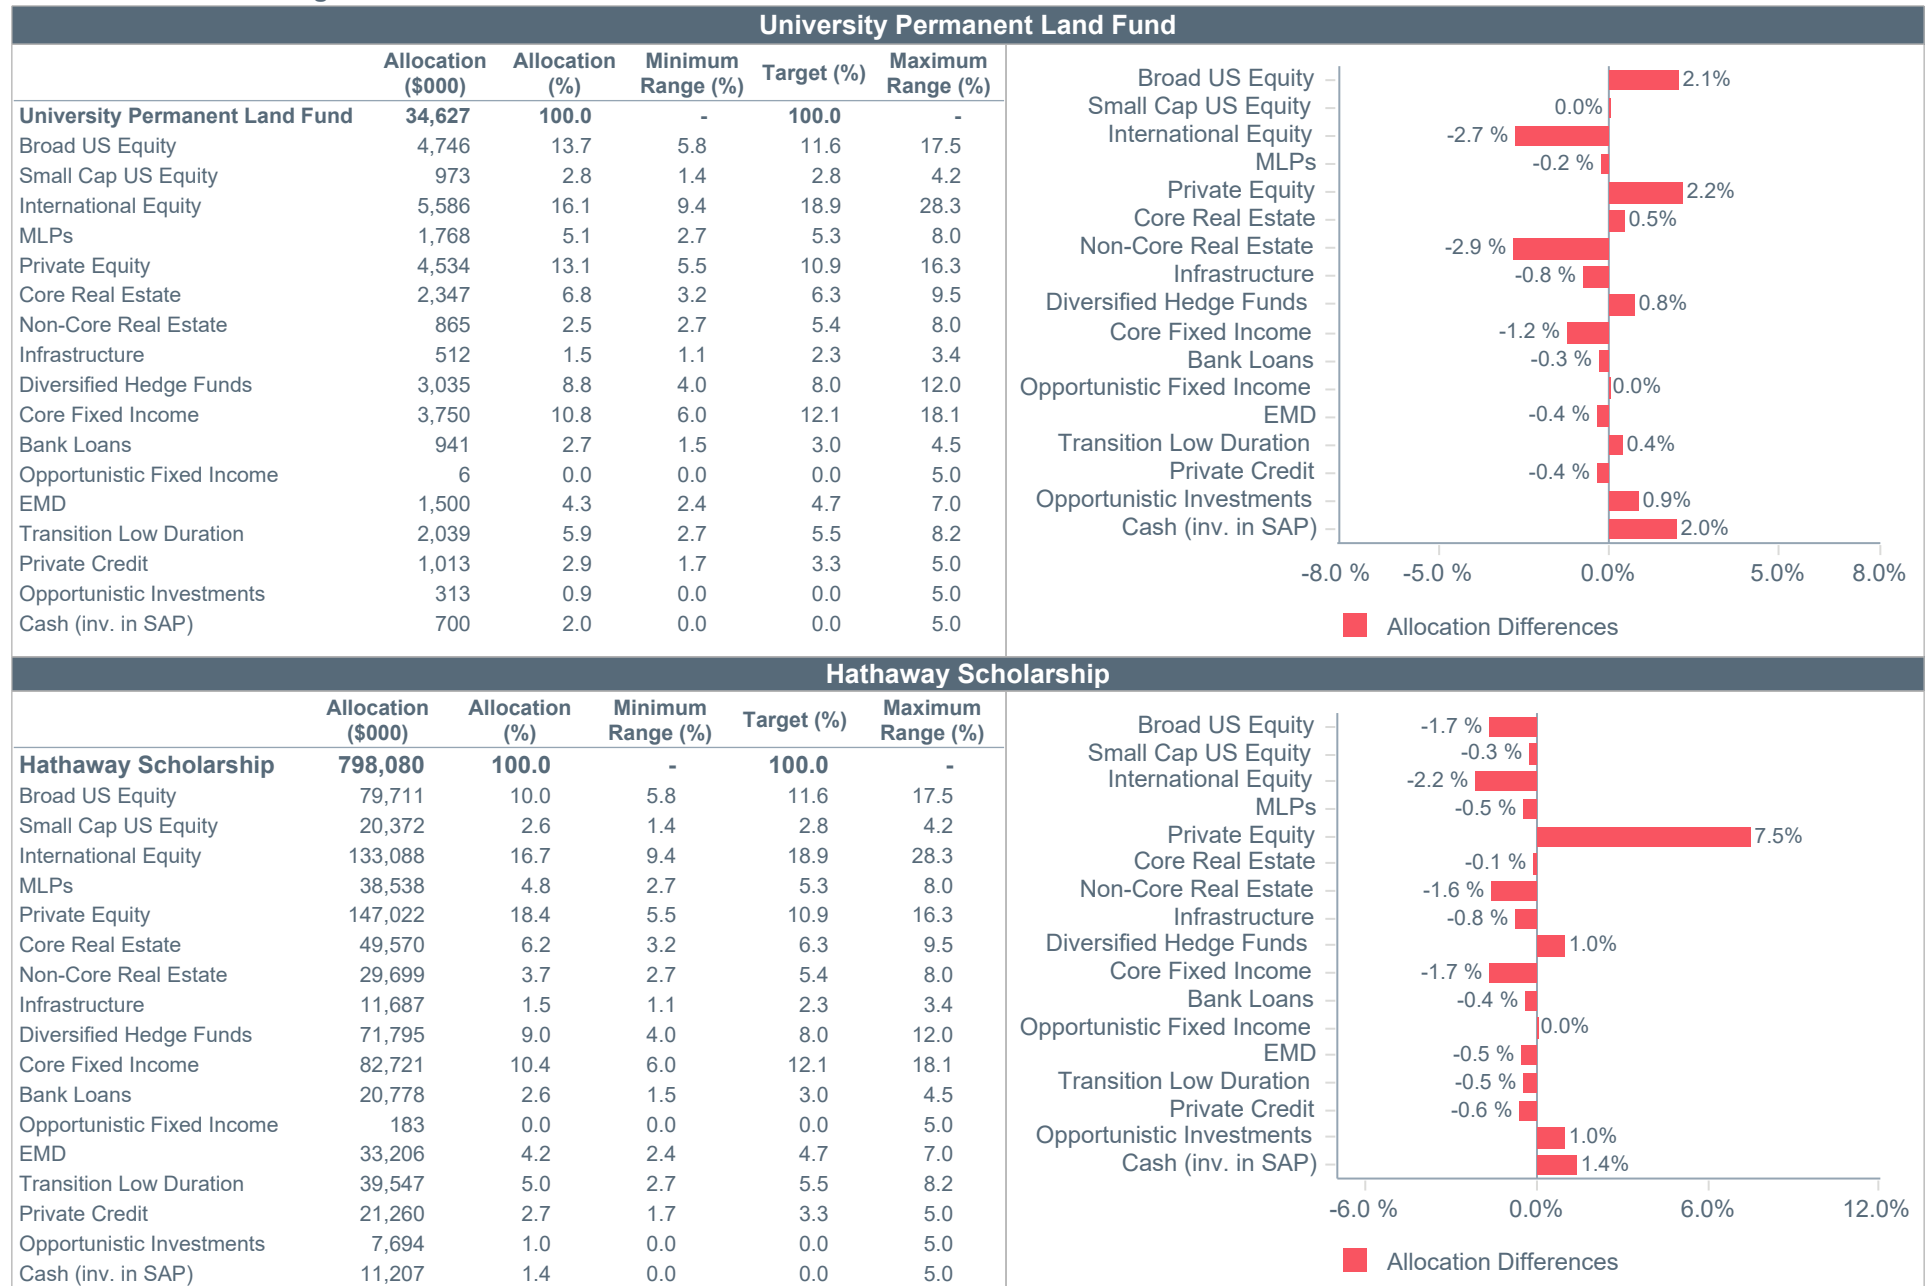 University Permanent Land Fund
Allocation ($000) Allocation (%) Minimum Range (%) Target (%) Maximum Range (%)
University Permanent Land Fund 34,627 100.0 - 100.0 -
Broad US Equity 4,746 13.7 5.8 11.6 17.5
Small Cap US Equity 973 2.8 1.4 2.8 4.2
International Equity 5,586 16.1 9.4 18.9 28.3
MLPs 1,768 5.1 2.7 5.3 8.0
Private Equity 4,534 13.1 5.5 10.9 16.3
Core Real Estate 2,347 6.8 3.2 6.3 9.5
Non-Core Real Estate 865 2.5 2.7 5.4 8.0
Infrastructure 512 1.5 1.1 2.3 3.4
Diversified Hedge Funds 3,035 8.8 4.0 8.0 12.0
Core Fixed Income 3,750 10.8 6.0 12.1 18.1
Bank Loans 941 2.7 1.5 3.0 4.5
Opportunistic Fixed Income 6 0.0 0.0 0.0 5.0
EMD 1,500 4.3 2.4 4.7 7.0
Transition Low Duration 2,039 5.9 2.7 5.5 8.2
Private Credit 1,013 2.9 1.7 3.3 5.0
Opportunistic Investments 313 0.9 0.0 0.0 5.0
Cash (inv. in SAP) 700 2.0 0.0 0.0 5.0
Broad US Equity 2.1%
Small Cap US Equity 0.0%
International Equity -2.7 %
MLPs -0.2 %
Private Equity 2.2%
Core Real Estate 0.5%
Non-Core Real Estate -2.9 %
Infrastructure -0.8 %
Diversified Hedge Funds 0.8%
Core Fixed Income -1.2 %
Bank Loans -0.3 %
Opportunistic Fixed Income 0.0%
EMD -0.4 %
Transition Low Duration 0.4%
Private Credit -0.4 %
Opportunistic Investments 0.9%
Cash (inv. in SAP) 2.0%
-8.0 % -5.0 % 0.0% 5.0% 8.0%
Allocation Differences
Hathaway Scholarship
Allocation ($000) Allocation (%) Minimum Range (%) Target (%) Maximum Range (%)
Hathaway Scholarship 798,080 100.0 - 100.0 -
Broad US Equity 79,711 10.0 5.8 11.6 17.5
Small Cap US Equity 20,372 2.6 1.4 2.8 4.2
International Equity 133,088 16.7 9.4 18.9 28.3
MLPs 38,538 4.8 2.7 5.3 8.0
Private Equity 147,022 18.4 5.5 10.9 16.3
Core Real Estate 49,570 6.2 3.2 6.3 9.5
Non-Core Real Estate 29,699 3.7 2.7 5.4 8.0
Infrastructure 11,687 1.5 1.1 2.3 3.4
Diversified Hedge Funds 71,795 9.0 4.0 8.0 12.0
Core Fixed Income 82,721 10.4 6.0 12.1 18.1
Bank Loans 20,778 2.6 1.5 3.0 4.5
Opportunistic Fixed Income 183 0.0 0.0 0.0 5.0
EMD 33,206 4.2 2.4 4.7 7.0
Transition Low Duration 39,547 5.0 2.7 5.5 8.2
Private Credit 21,260 2.7 1.7 3.3 5.0
Opportunistic Investments 7,694 1.0 0.0 0.0 5.0
Cash (inv. in SAP) 11,207 1.4 0.0 0.0 5.0
Broad US Equity -1.7 %
Small Cap US Equity -0.3 %
International Equity -2.2 %
MLPs -0.5 %
Private Equity 7.5%
Core Real Estate -0.1 %
Non-Core Real Estate -1.6 %
Infrastructure -0.8 %
Diversified Hedge Funds 1.0%
Core Fixed Income -1.7 %
Bank Loans -0.4 %
Opportunistic Fixed Income 0.0%
EMD -0.5 %
Transition Low Duration -0.5 %
Private Credit -0.6 %
Opportunistic Investments 1.0%
Cash (inv. in SAP) 1.4%
-6.0 % 0.0% 6.0% 12.0%
Allocation Differences